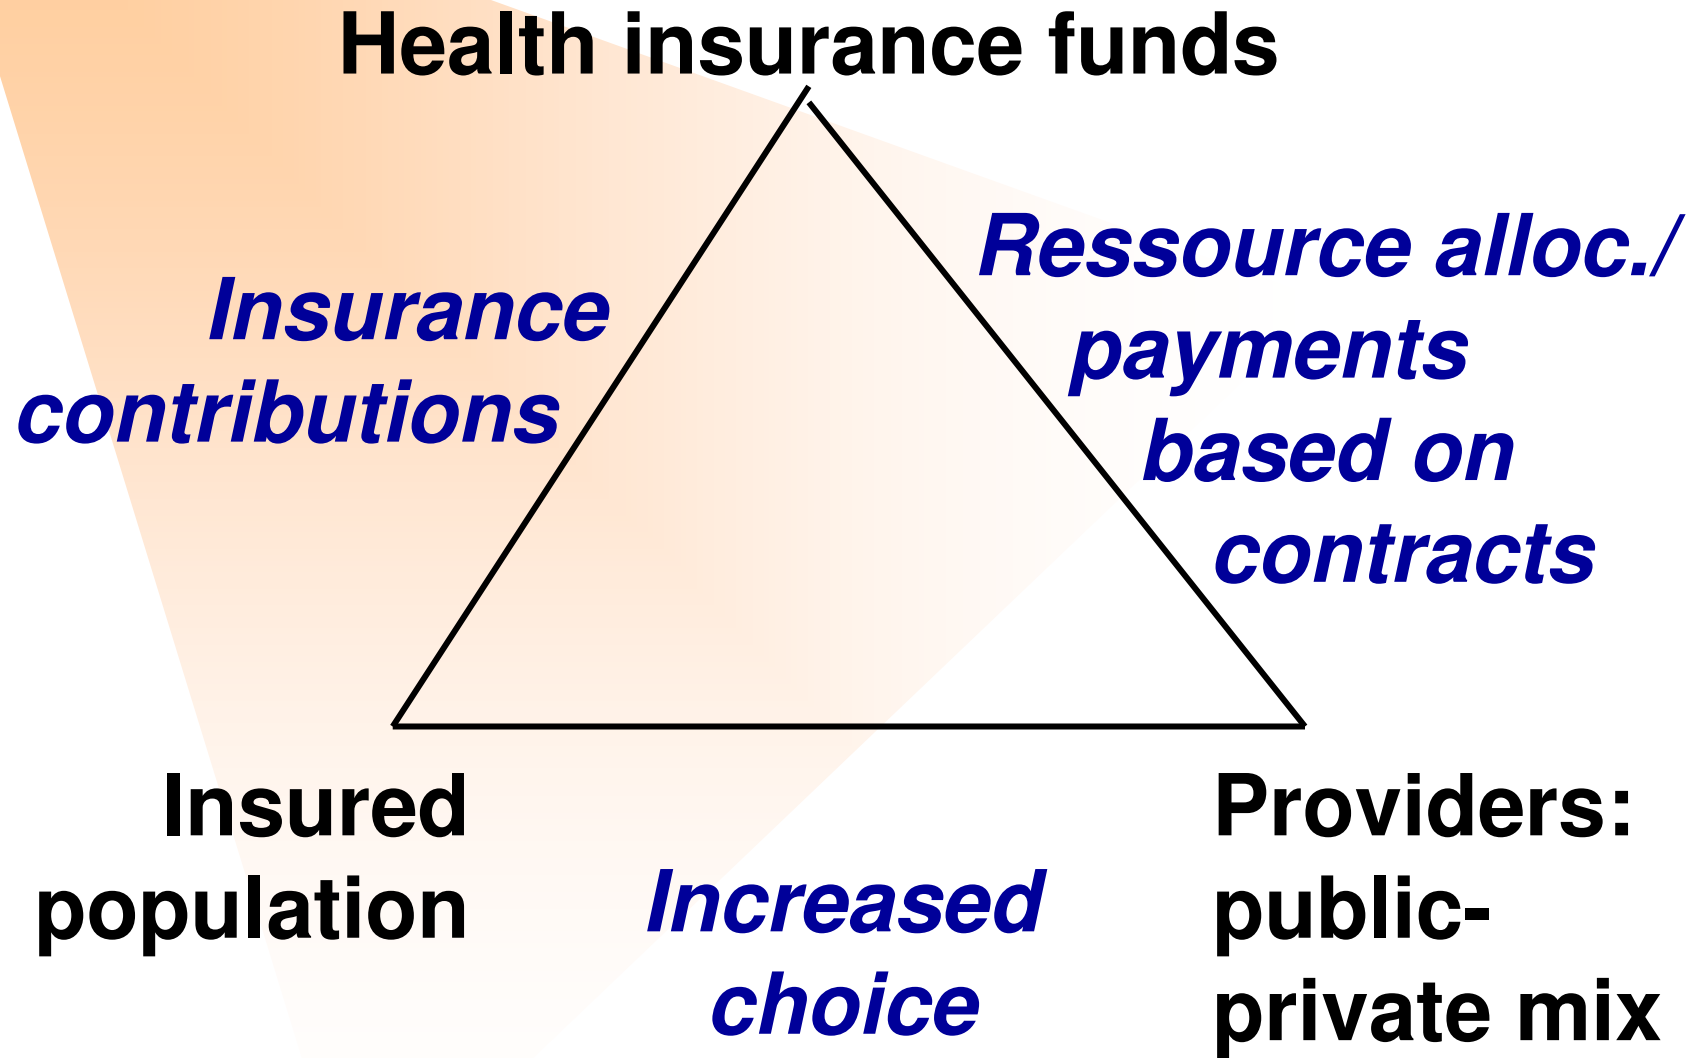 Health insurance funds
Insurance
contributions
Ressource alloc./
payments
based on
contracts
Insured
population
Increased
choice
Providers:
public-
private mix